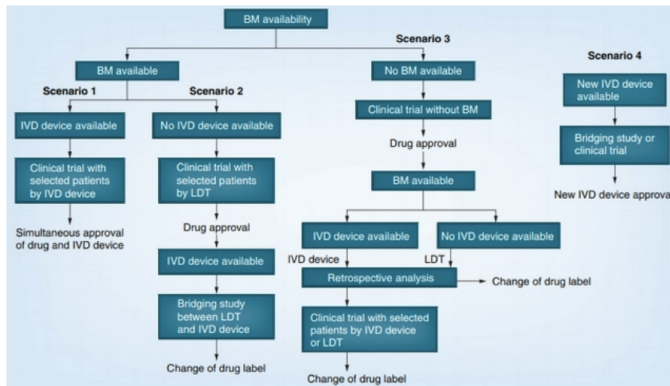 BM availability
Scenario 3
BM available
No BM available
Scenario 4
New IVD device
available
Scenario 1
Scenario 2
IVD device available
No IVD device available
Clinical trial without BM
Bridging study or
clinical trial
Clinical trial with
selected patients
by IVD device
Clinical trial with
selected patients
by LDT
Drug approval
BM available
New IVD device approval
Simultaneous approval
of drug and IVD device
Drug approval
IVD device available
No IVD device available
IVD device available
IVD device
LDT
Retrospective analysis
Change of drug label
Bridging study
between LDT
and IVD device
Clinical trial with selected
patients by IVD device
or LDT
Change of drug label
Change of drug label